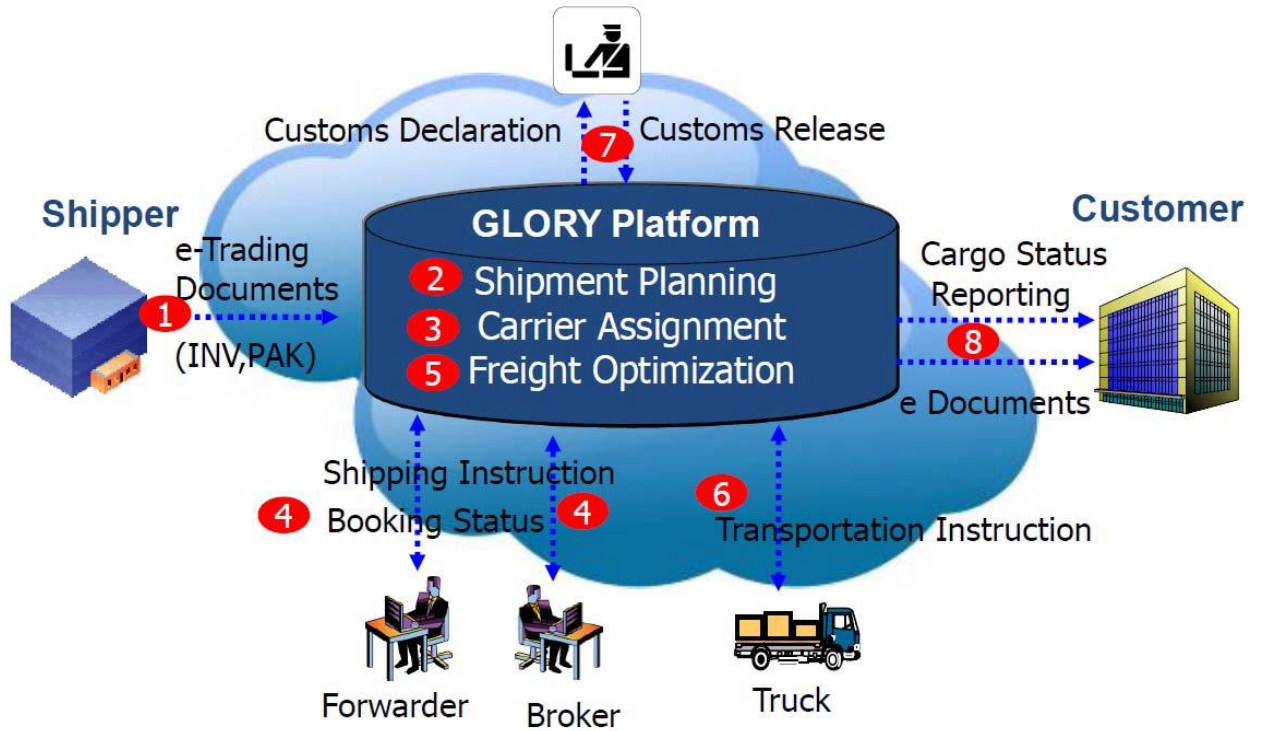 Customs Declaration
7
Customs Release
Shipper
Customer
GLORY Platform
e-Trading
Documents
1
(INV,PAK)
2 Shipment Planning
3 Carrier Assignment
5 Freight Optimization
Cargo Status
Reporting
8
e Documents
Shipping Instruction
4 Booking Status 4
6
Transportation Instruction
Forwarder
Broker
Truck